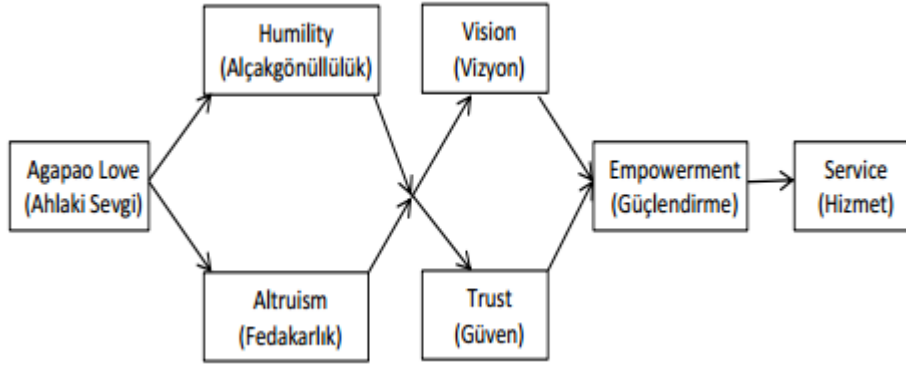 Humility
(Alçakgönüllülük)
Vision
(Vizyon)
Agapao Love
(Ahlaki Sevgi)
Empowerment
(Güçlendirme)
Service
(Hizmet)
Altruism
(Fedakarlık)
Trust
(Güven)